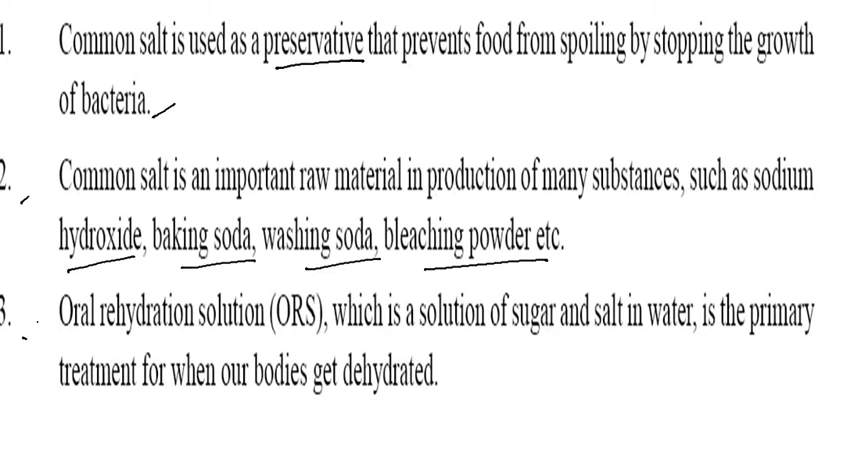 1. Common salt is used as a preservative that prevents food from spoiling by stopping the growth
of bacteria.
2. Common salt is an important raw material in production of many substances, such as sodium
hydroxide, baking soda, washing soda, bleaching powder etc.
3. Oral rehydration solution (ORS), which is a solution of sugar and salt in water, is the primary
treatment for when our bodies get dehydrated.